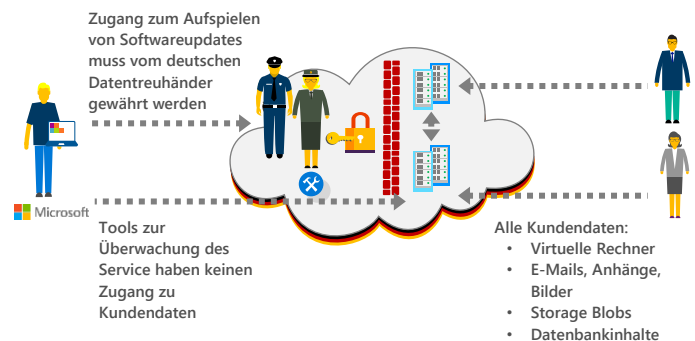 Zugang zum Aufspielen
von Softwareupdates
muss vom deutschen
Datentreuhänder
gewährt werden
Microsoft
Tools zur
Überwachung des
Service haben keinen
Zugang zu
Kundendaten
Alle Kundendaten:
• Virtuelle Rechner
• E-Mails, Anhänge,
Bilder
• Storage Blobs
• Datenbankinhalte